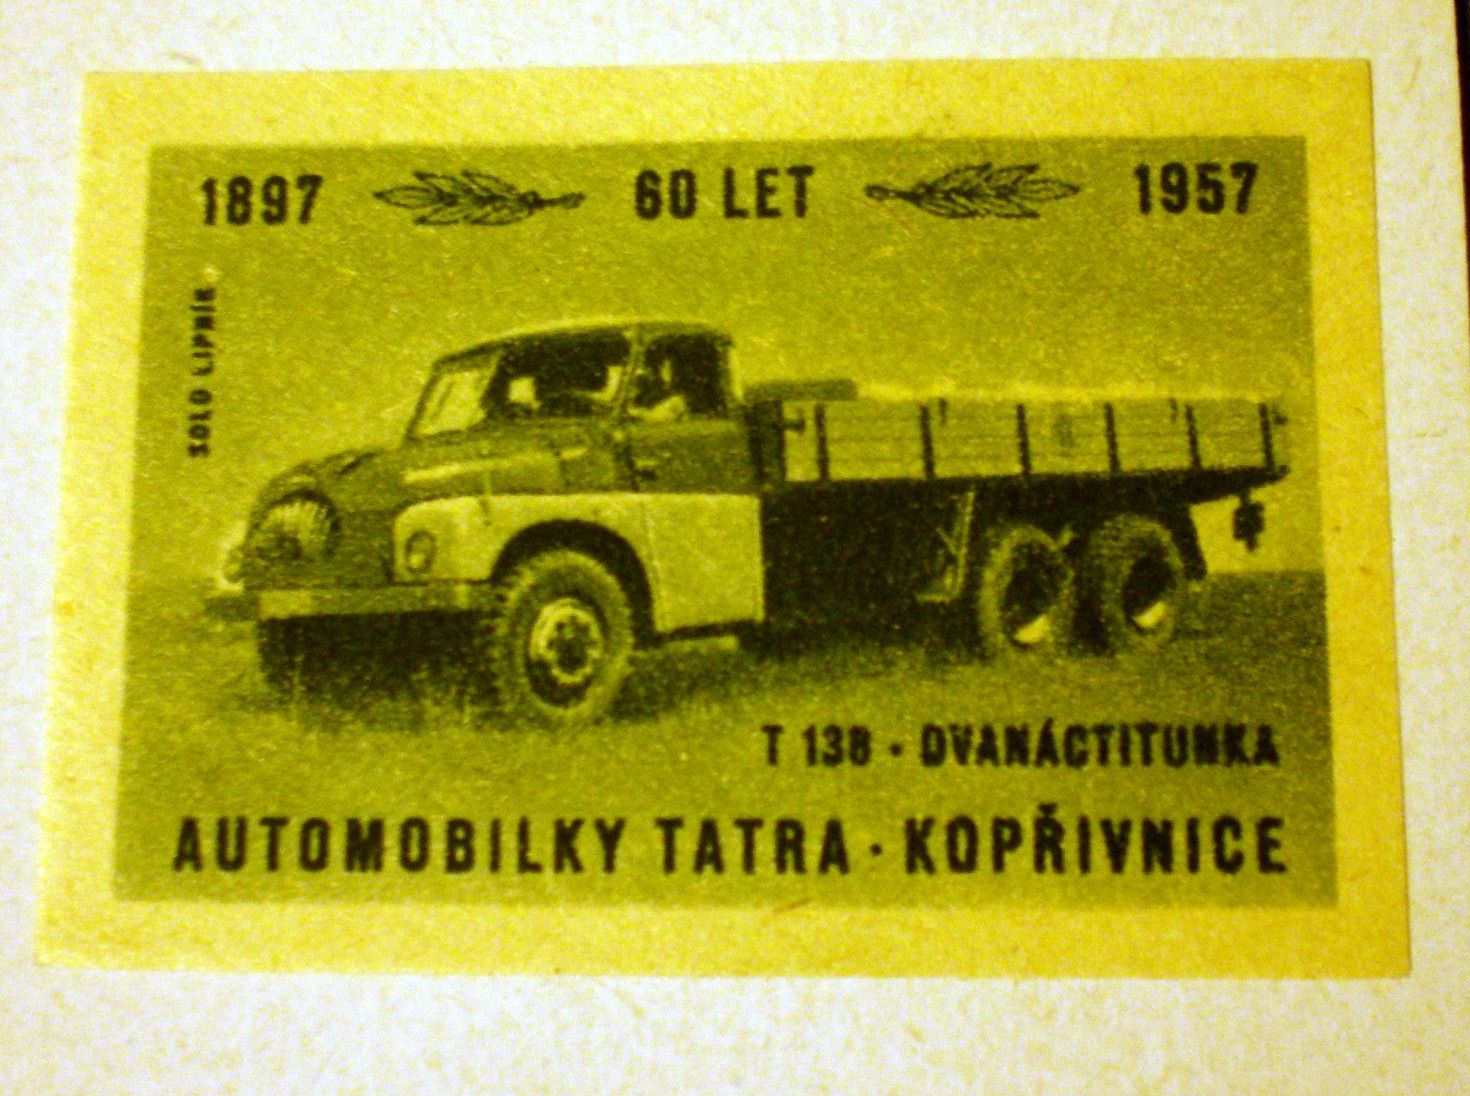 1897 60 LET 1957
SOLO LIPNÍK
T 138 · DVANÁCTITUNKA
AUTOMOBILKY TATRA · KOPŘIVNICE